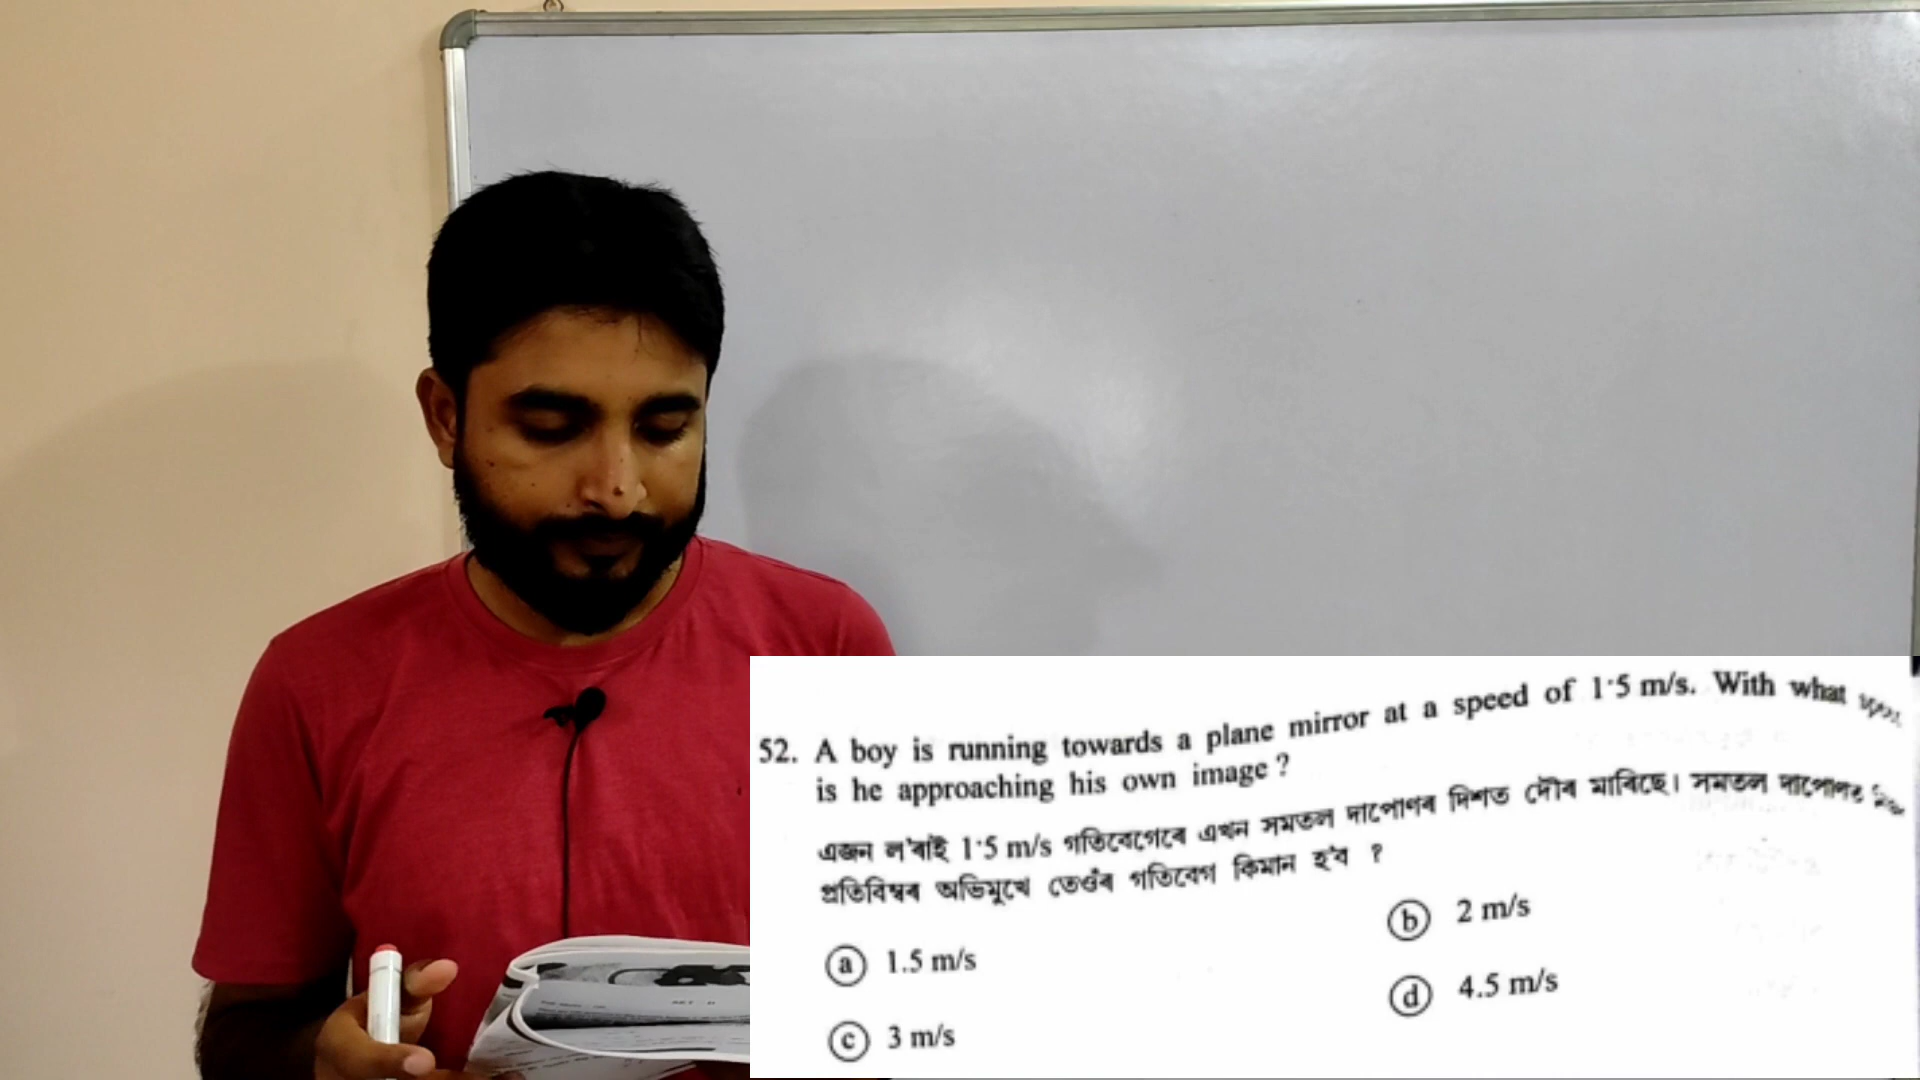 52. A boy is running towards a plane mirror at a speed of 1·5 m/s. With what
is he approaching his own image ?
এজন ল'ৰাই 1·5 m/s গতিবেগেৰে এখন সমতল দাপোণৰ দিশত দৌৰ মাৰিছে। সমতল দাপোণত
প্ৰতিবিম্বৰ অভিমুখে তেওঁৰ গতিবেগ কিমান হ'ব ?
ⓐ 1.5 m/s
ⓑ 2 m/s
ⓒ 3 m/s
ⓓ 4.5 m/s